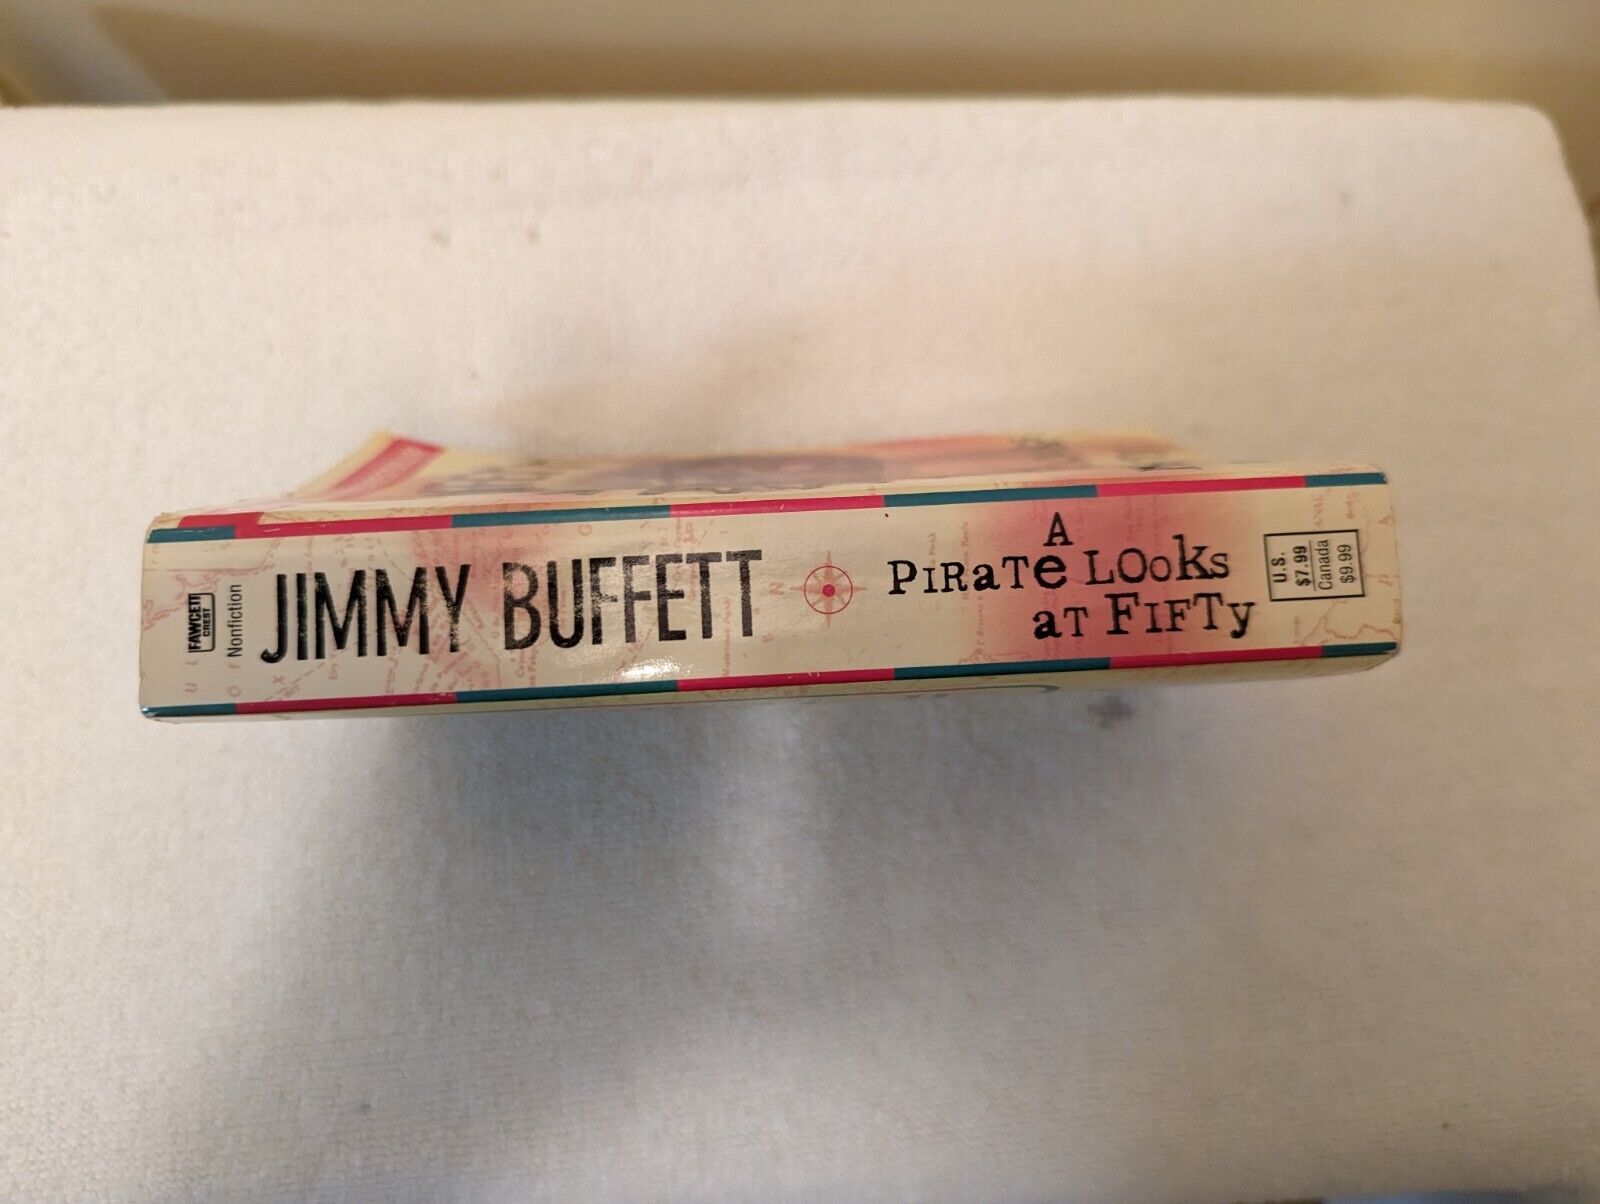 FAWCETT
CREST
Nonfiction
JIMMY BUFFETT
A
PiRaTe LOoks
aT FiFTy
U.S.
$7.99
Canada
$9.99